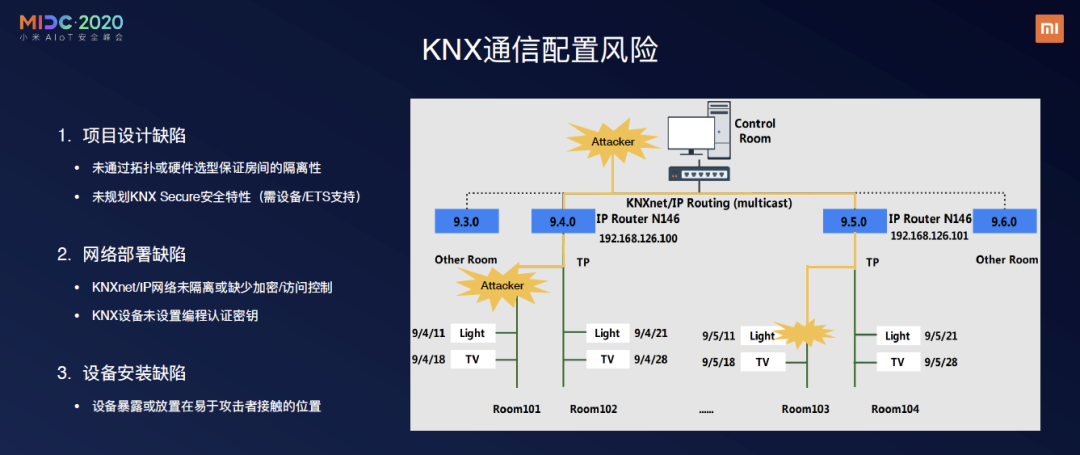 MIDC·2020
小米 AIoT 安全峰会
mi
KNX通信配置风险
1. 项目设计缺陷
• 未通过拓扑或硬件选型保证房间的隔离性
• 未规划KNX Secure安全特性（需设备/ETS支持）
2. 网络部署缺陷
• KNXnet/IP网络未隔离或缺少加密/访问控制
• KNX设备未设置编程认证密钥
3. 设备安装缺陷
• 设备暴露或放置在易于攻击者接触的位置
Attacker
Control
Room
KNXnet/IP Routing (multicast)
9.3.0
9.4.0
IP Router N146
192.168.126.100
9.5.0
IP Router N146
192.168.126.101
9.6.0
Other Room
TP
TP
Other Room
Attacker
9/4/11 Light
Light 9/4/21
9/5/11 Light
Light 9/5/21
9/4/18 TV
TV 9/4/28
9/5/18 TV
TV 9/5/28
Room101 Room102 ...... Room103 Room104